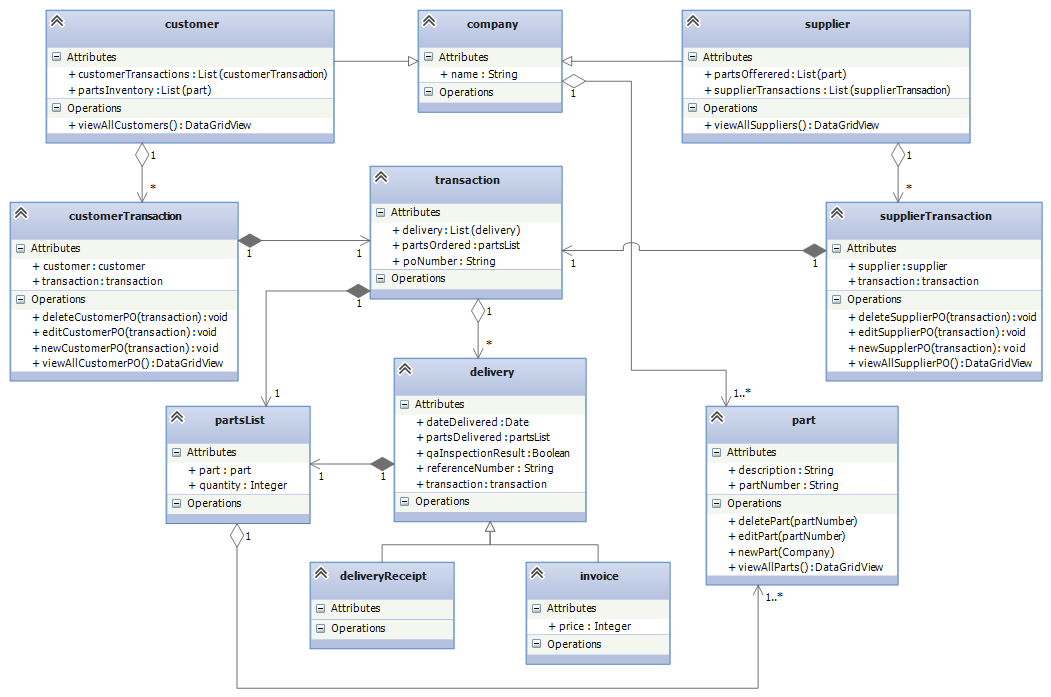 customer
Attributes
+ customerTransactions : List (customerTransaction)
+ partsInventory : List (part)
Operations
+ viewAllCustomers() : DataGridView
company
Attributes
+ name : String
Operations
supplier
Attributes
+ partsOfferered : List (part)
+ supplierTransactions : List (supplierTransaction)
Operations
+ viewAllSuppliers() : DataGridView
1
1
*
1
*
customerTransaction
Attributes
+ customer : customer
+ transaction : transaction
Operations
+ deleteCustomerPO(transaction) : void
+ editCustomerPO(transaction) : void
+ newCustomerPO(transaction) : void
+ viewAllCustomerPO() : DataGridView
1
1
transaction
Attributes
+ delivery : List (delivery)
+ partsOrdered : partsList
+ poNumber : String
Operations
1
1
supplierTransaction
Attributes
+ supplier : supplier
+ transaction : transaction
Operations
+ deleteSupplierPO(transaction) : void
+ editSupplierPO(transaction) : void
+ newSupplierPO(transaction) : void
+ viewAllSupplierPO() : DataGridView
1
1
1
*
1..*
partsList
Attributes
+ part : part
+ quantity : Integer
Operations
1
1
delivery
Attributes
+ dateDelivered : Date
+ partsDelivered : partsList
+ qaInspectionResult : Boolean
+ referenceNumber : String
+ transaction : transaction
Operations
part
Attributes
+ description : String
+ partNumber : String
Operations
+ deletePart(partNumber)
+ editPart(partNumber)
+ newPart(Company)
+ viewAllParts() : DataGridView
1
1..*
deliveryReceipt
Attributes
Operations
invoice
Attributes
+ price : Integer
Operations